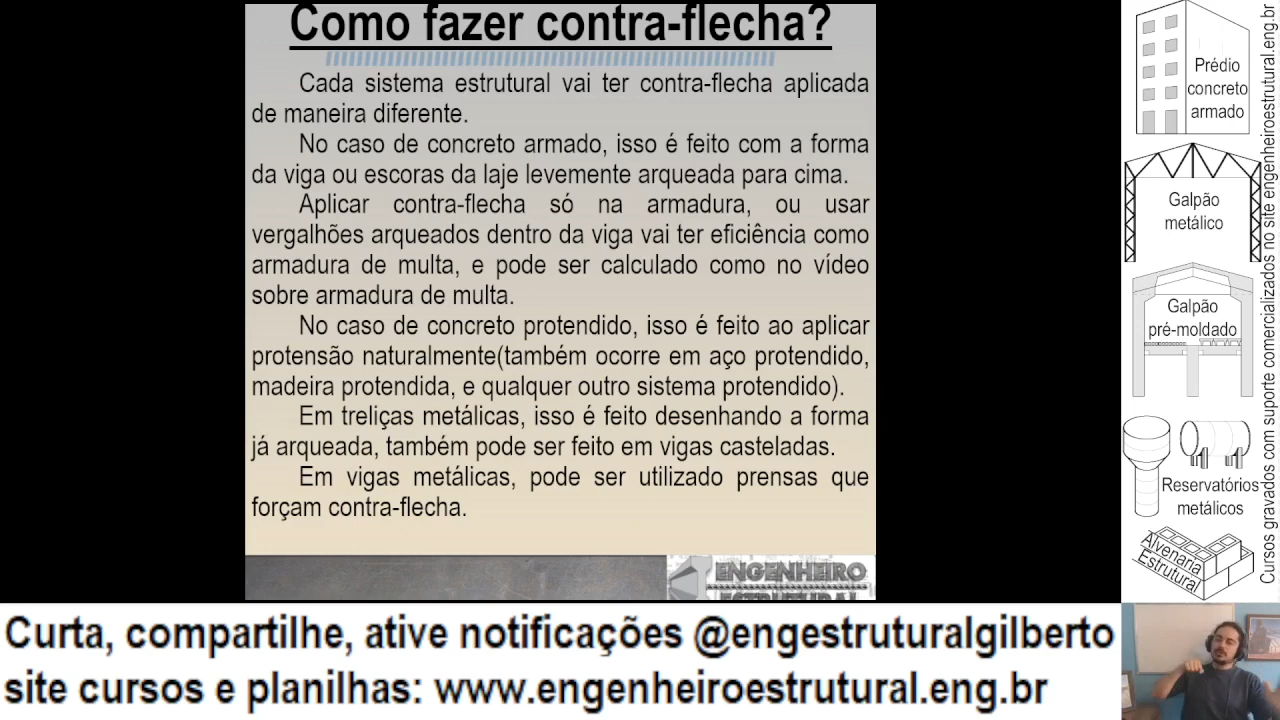 Como fazer contra-flecha?
Cada sistema estrutural vai ter contra-flecha aplicada
de maneira diferente.
No caso de concreto armado, isso é feito com a forma
da viga ou escoras da laje levemente arqueada para cima.
Aplicar contra-flecha só na armadura, ou usar
vergalhões arqueados dentro da viga vai ter eficiência como
armadura de multa, e pode ser calculado como no vídeo
sobre armadura de multa.
No caso de concreto protendido, isso é feito ao aplicar
protensão naturalmente(também ocorre em aço protendido,
madeira protendida, e qualquer outro sistema protendido).
Em treliças metálicas, isso é feito desenhando a forma
já arqueada, também pode ser feito em vigas casteladas.
Em vigas metálicas, pode ser utilizado prensas que
forçam contra-flecha.
ENGENHEIRO
ESTRUTURAL
Prédio
concreto
armado
Galpão
metálico
Galpão
pré-moldado
Reservatórios
metálicos
Alvenaria
Estrutural
Cursos gravados com suporte comercializados no site engenheiroestrutural.eng.br
Curta, compartilhe, ative notificações @engestruturalgilberto
site cursos e planilhas: www.engenheiroestrutural.eng.br